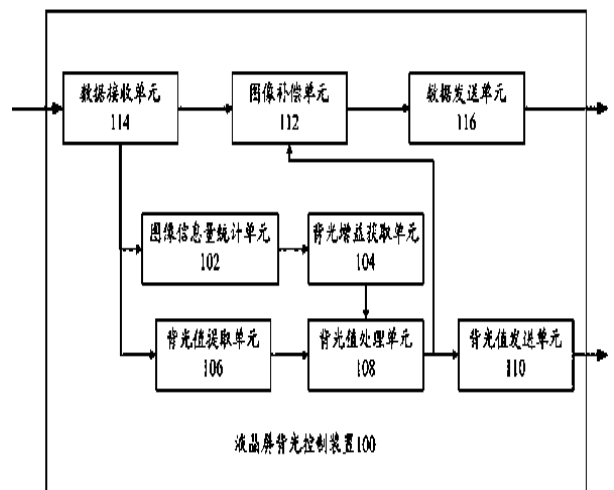 数据接收单元
114
图像补偿单元
112
数据发送单元
116
图像信息量统计单元
102
背光增益获取单元
104
背光值提取单元
106
背光值处理单元
108
背光值发送单元
110
液晶屏背光控制装置100